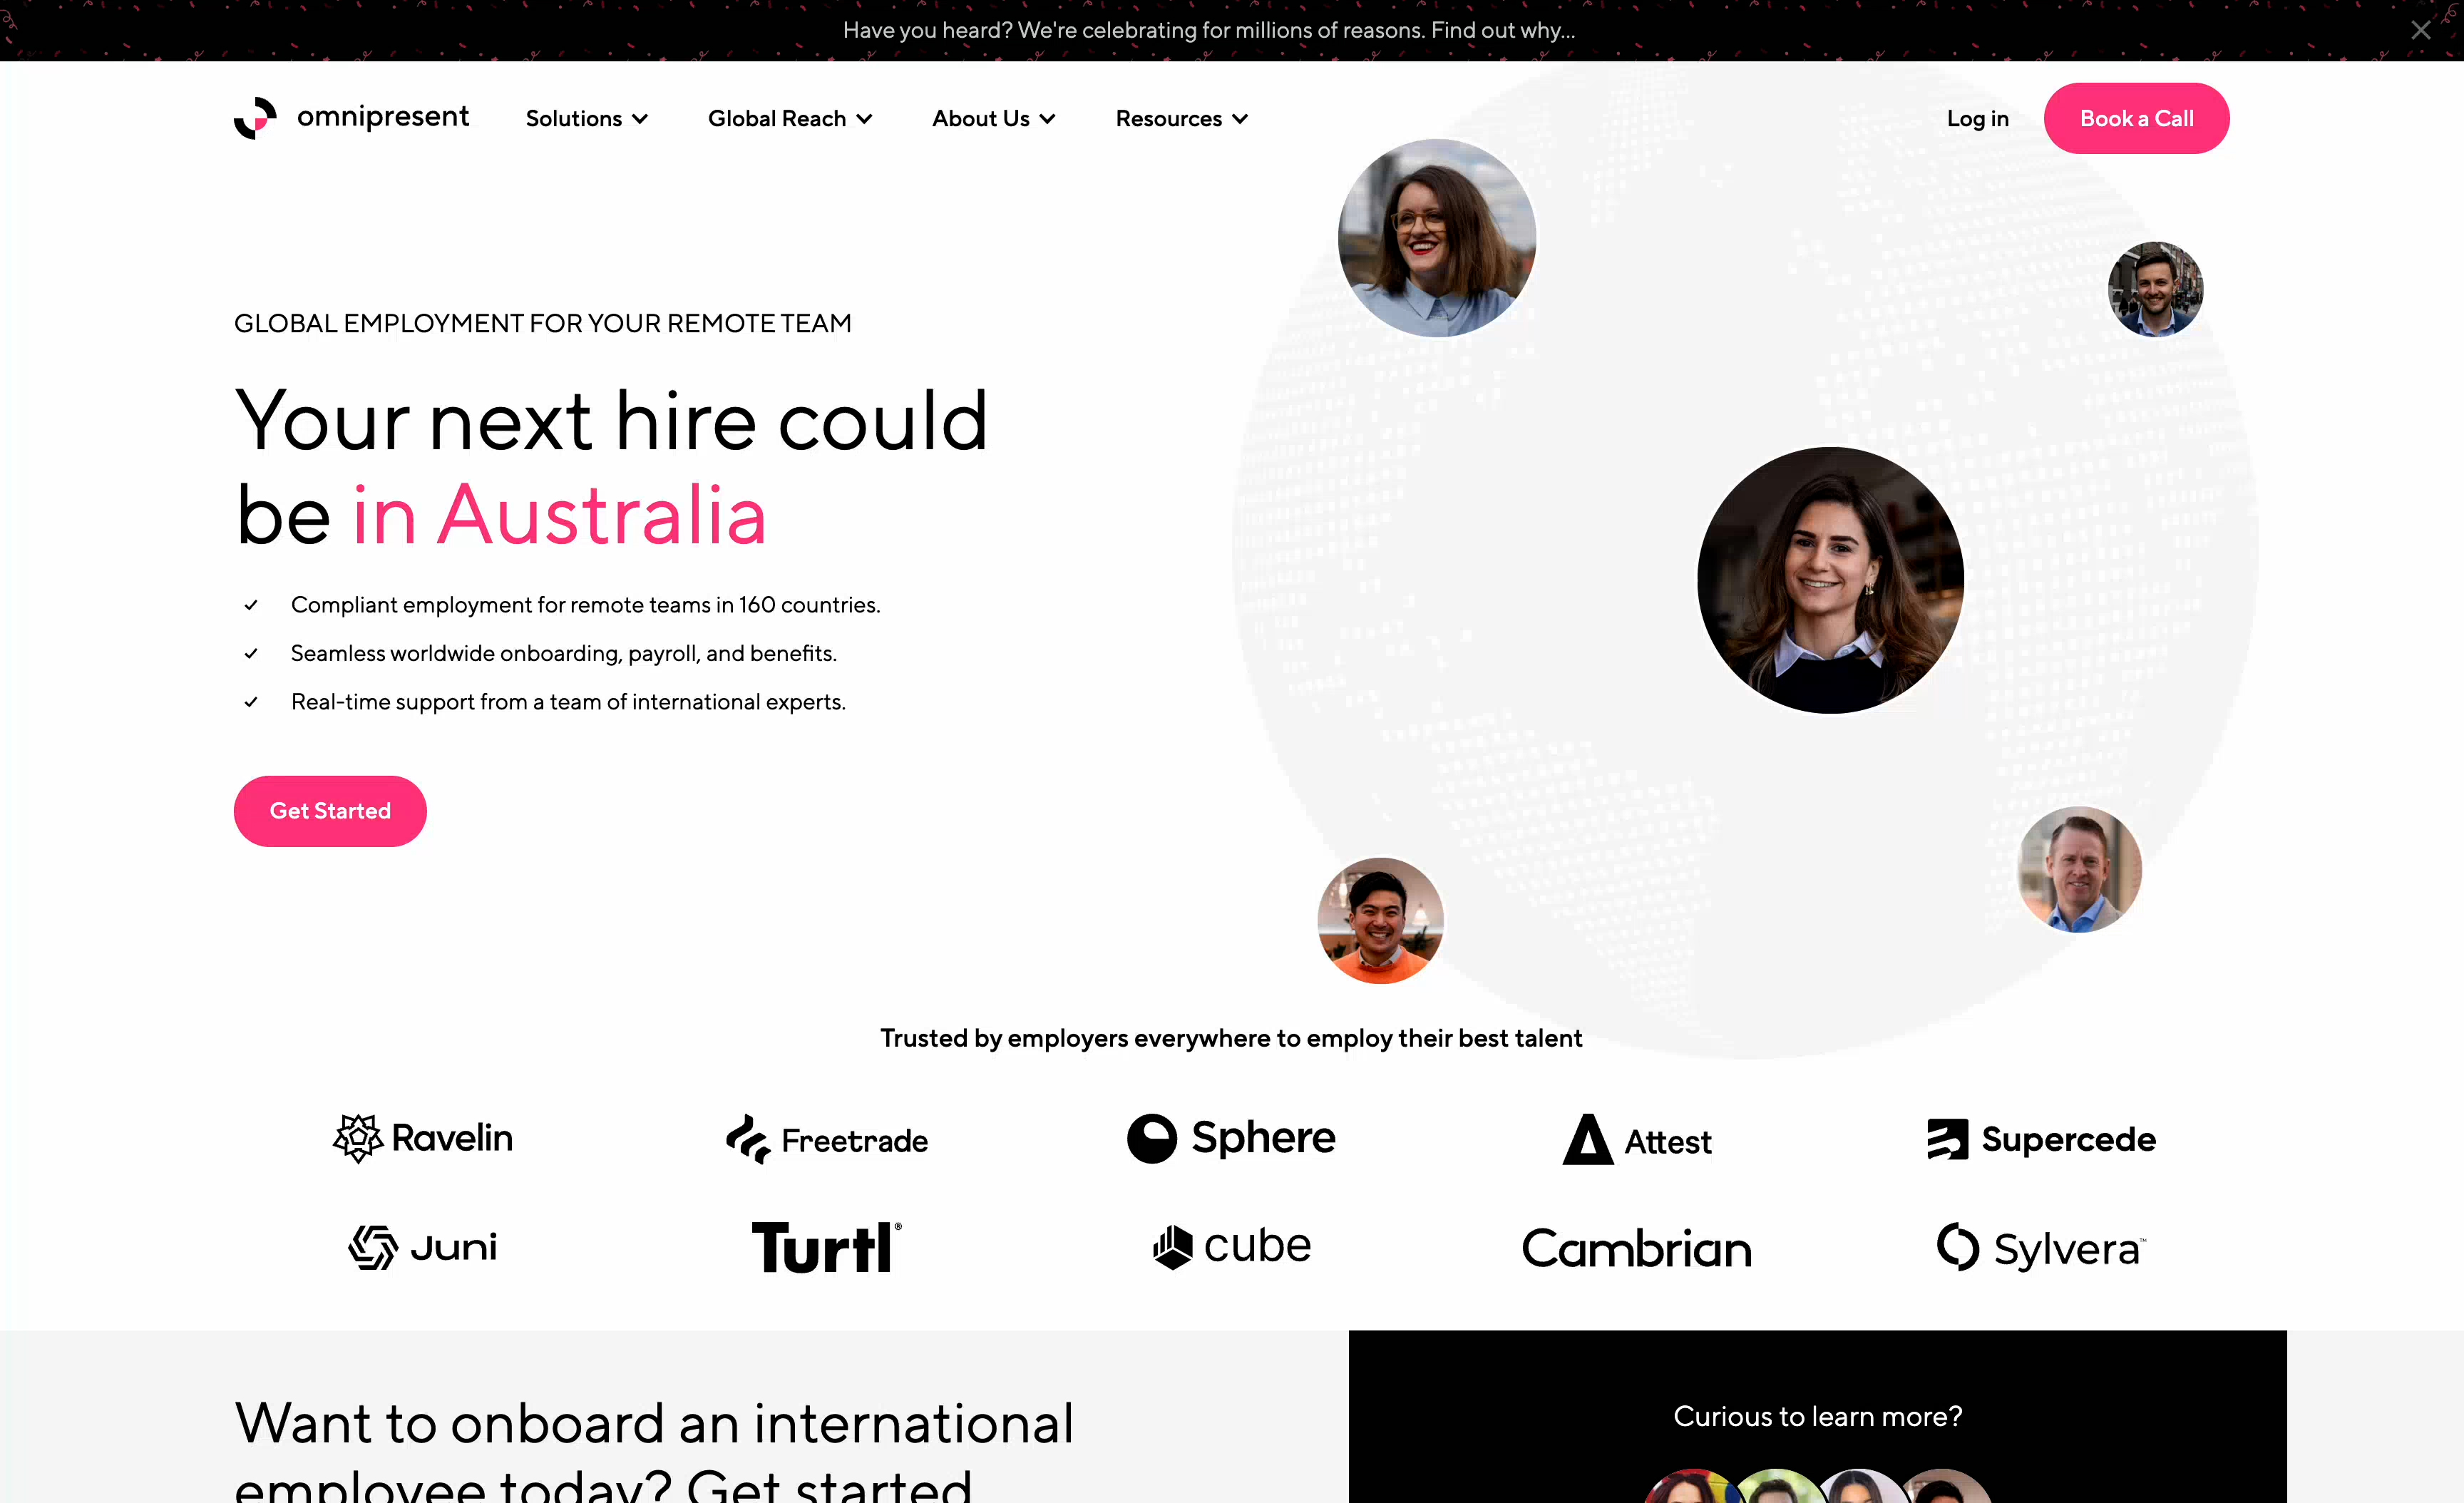 Have you heard? We're celebrating for millions of reasons. Find out why...
omnipresent
Solutions
Global Reach
About Us
Resources
Log in
Book a Call
GLOBAL EMPLOYMENT FOR YOUR REMOTE TEAM
Your next hire could
be in Australia
Compliant employment for remote teams in 160 countries.
Seamless worldwide onboarding, payroll, and benefits.
Real-time support from a team of international experts.
Get Started
Trusted by employers everywhere to employ their best talent
Ravelin
Freetrade
Sphere
Attest
Supercede
Juni
Turtl®
cube
Cambrian
Sylvera™
Want to onboard an international
employee today? Get started
Curious to learn more?